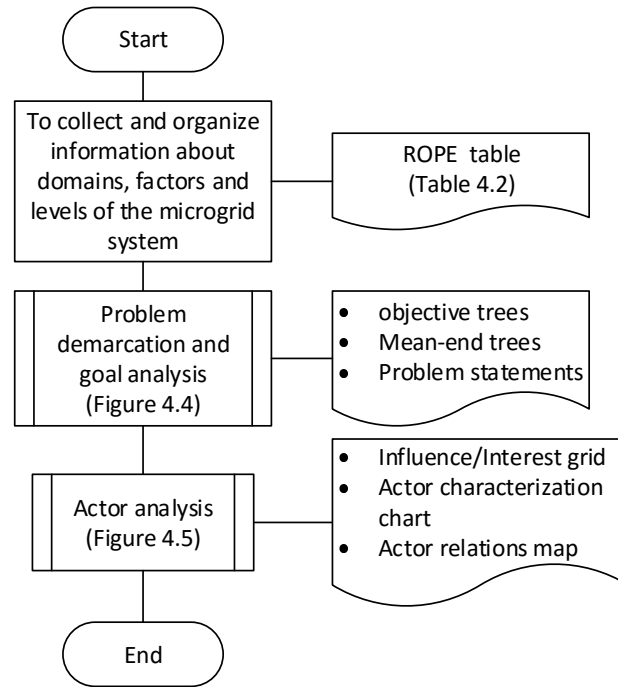 Start
To collect and organize
information about
domains, factors and
levels of the microgrid
system
ROPE table
(Table 4.2)
Problem
demarcation and
goal analysis
(Figure 4.4)
• objective trees
• Mean-end trees
• Problem statements
Actor analysis
(Figure 4.5)
• Influence/Interest grid
• Actor characterization
chart
• Actor relations map
End